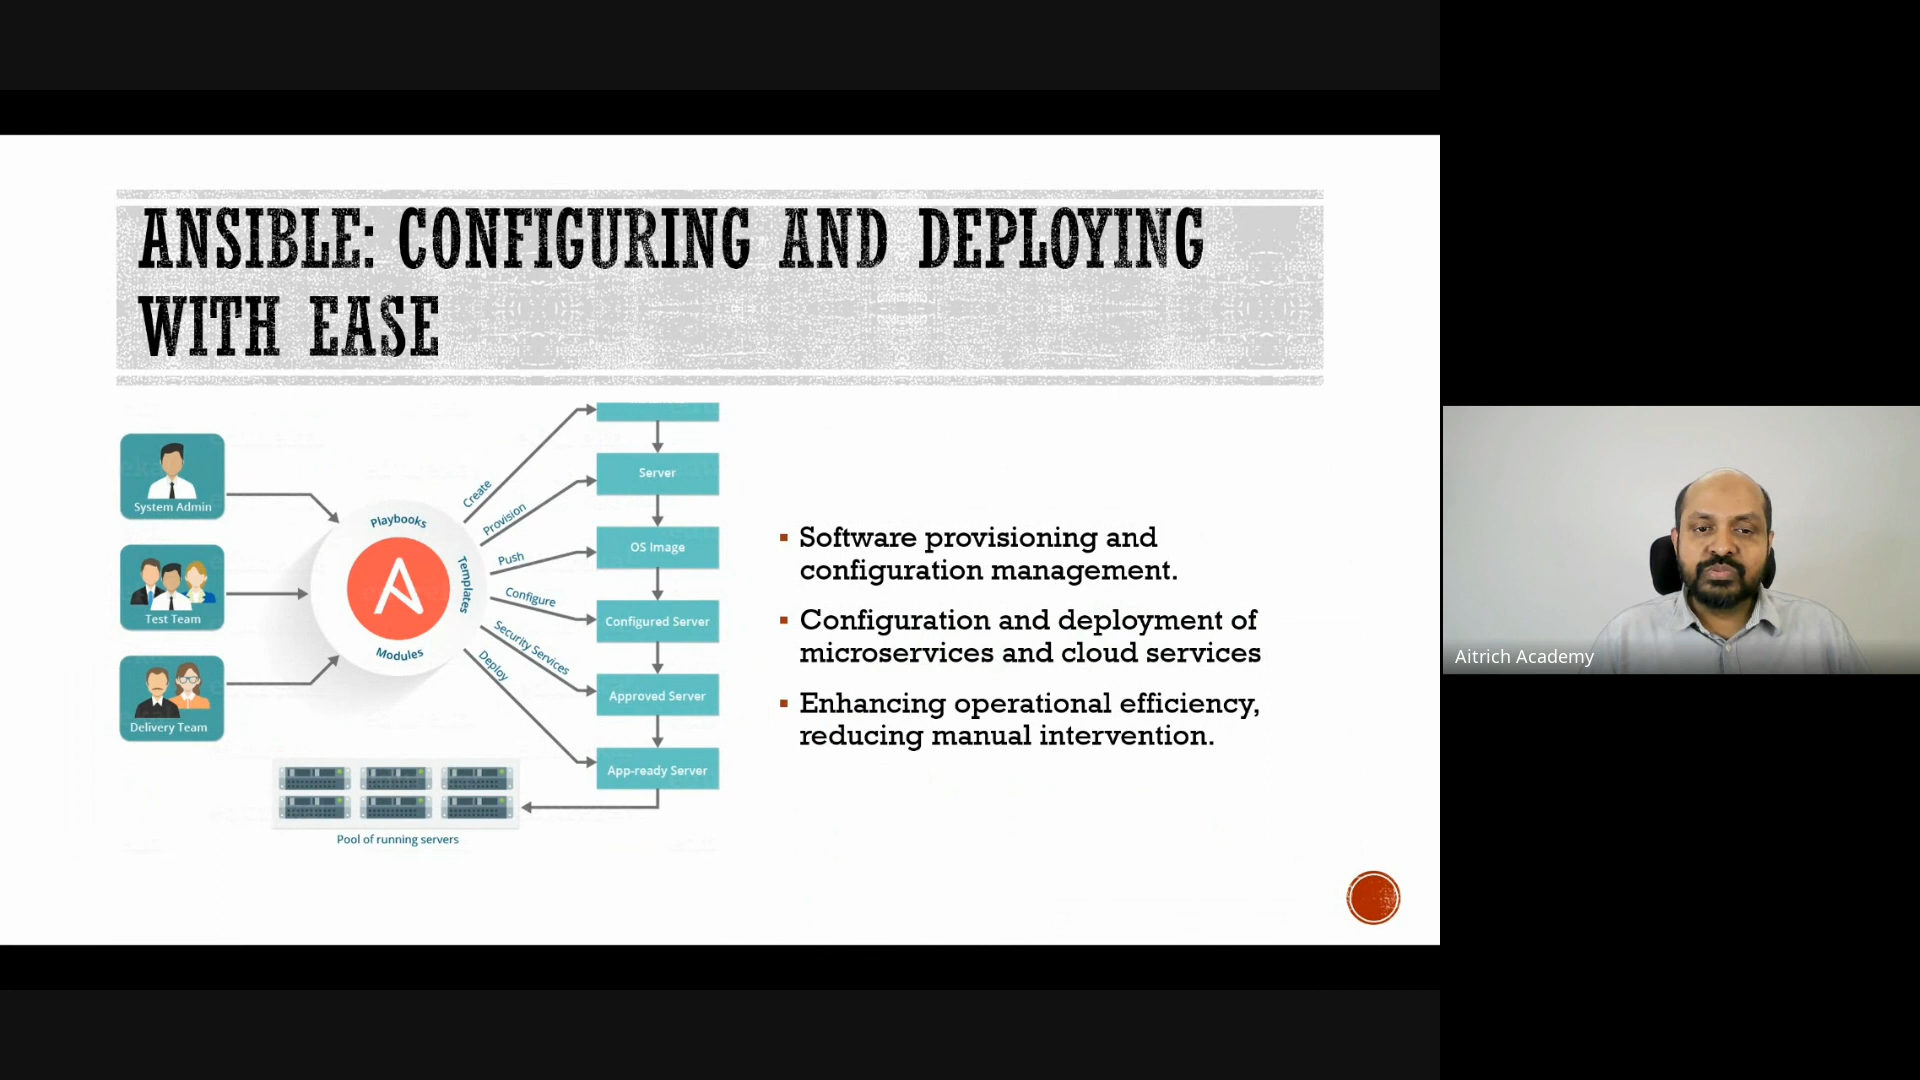 ANSIBLE: CONFIGURING AND DEPLOYING
WITH EASE
System Admin
Test Team
Delivery Team
Playbooks
Templates
Modules
Create
Provision
Push
Configure
Security Services
Deploy
Server
OS Image
Configured Server
Approved Server
App-ready Server
Pool of running servers
Software provisioning and
configuration management.
Configuration and deployment of
microservices and cloud services
Enhancing operational efficiency,
reducing manual intervention.
Aitrich Academy